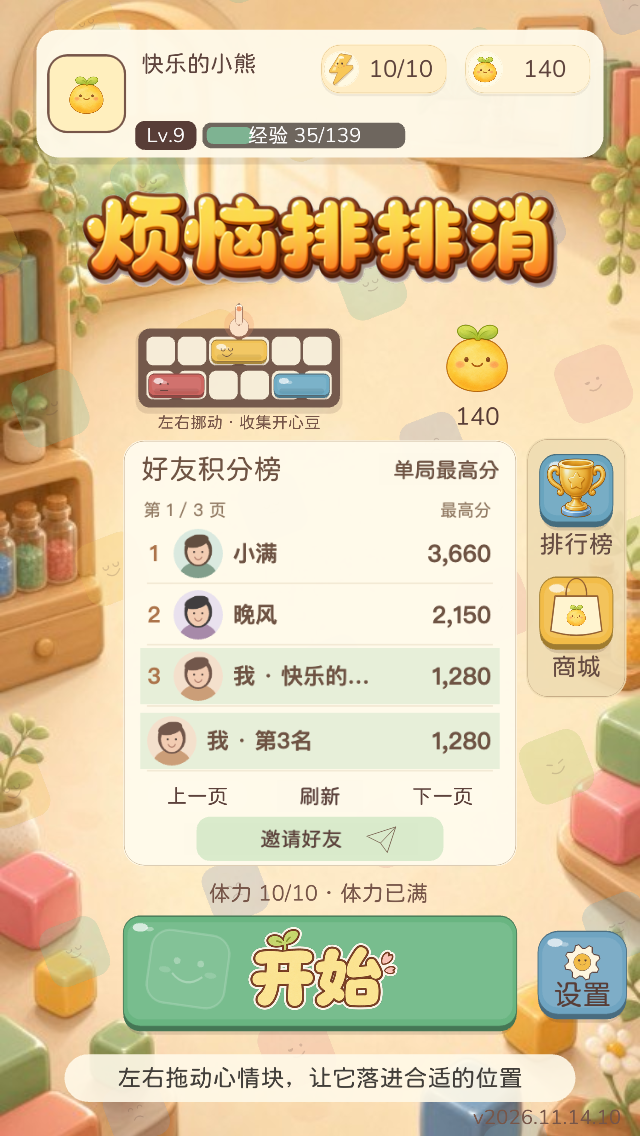 快乐的小熊
10/10
140
Lv.9
经验 35/139
烦恼排排消
左右挪动 · 收集开心豆
140
好友积分榜
单局最高分
第 1 / 3 页
最高分
1 小满 3,660
2 晚风 2,150
3 我 · 快乐的... 1,280
我 · 第3名 1,280
上一页 刷新 下一页
邀请好友
排行榜
商城
体力 10/10 · 体力已满
开始
设置
左右拖动心情块，让它落进合适的位置
v2026.11.14.10